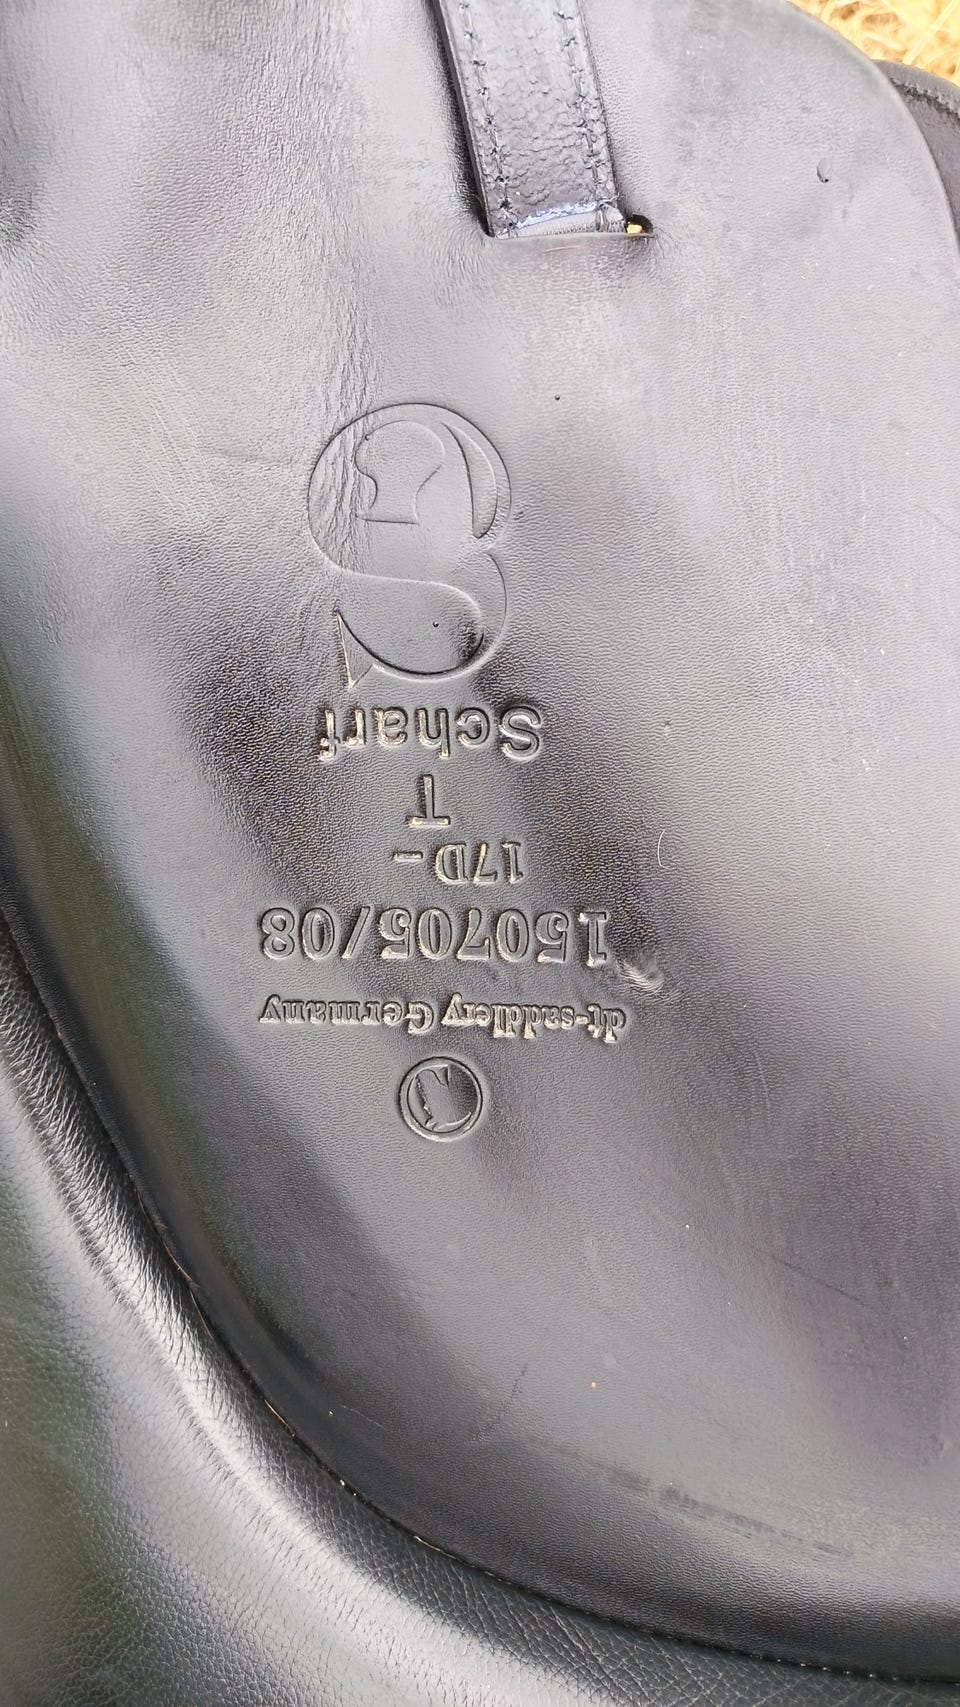 dt-saddlery Germany
150705/08
17D -
T
Scharf